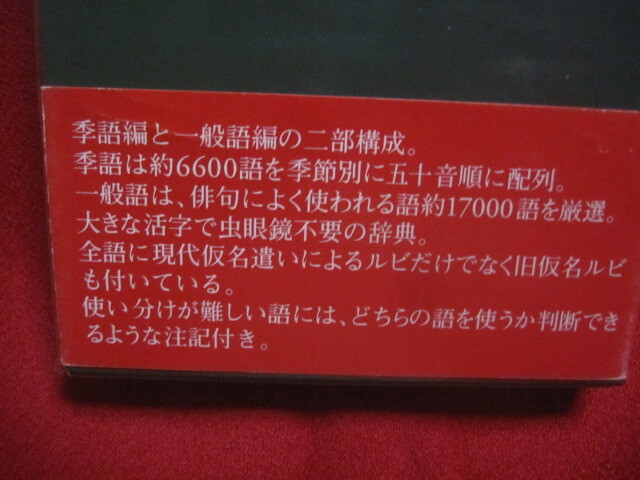 季語編と一般語編の二部構成。
季語は約6600語を季節別に五十音順に配列。
一般語は、俳句によく使われる語約17000語を厳選。
大きな活字で虫眼鏡不要の辞典。
全語に現代仮名遣いによるルビだけでなく旧仮名ルビ
も付いている。
使い分けが難しい語には、どちらの語を使うか判断でき
るような注記付き。